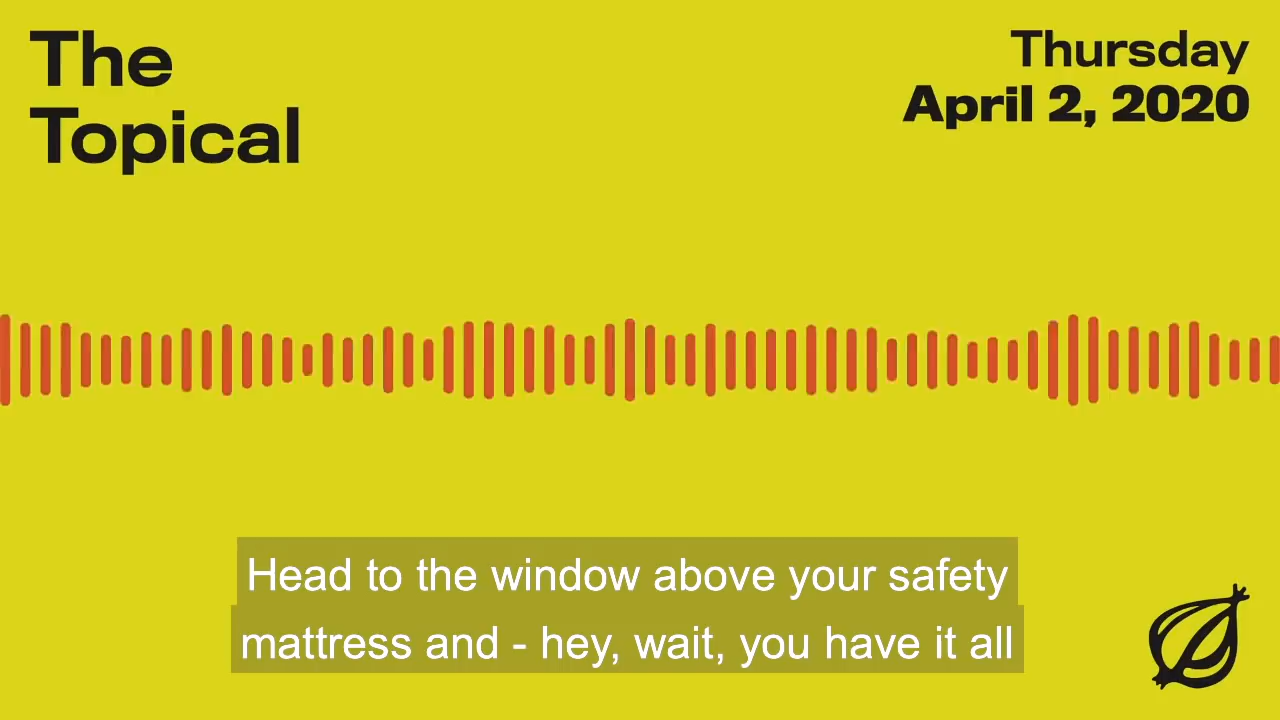 The
Topical
Thursday
April 2, 2020
Head to the window above your safety
mattress and - hey, wait, you have it all